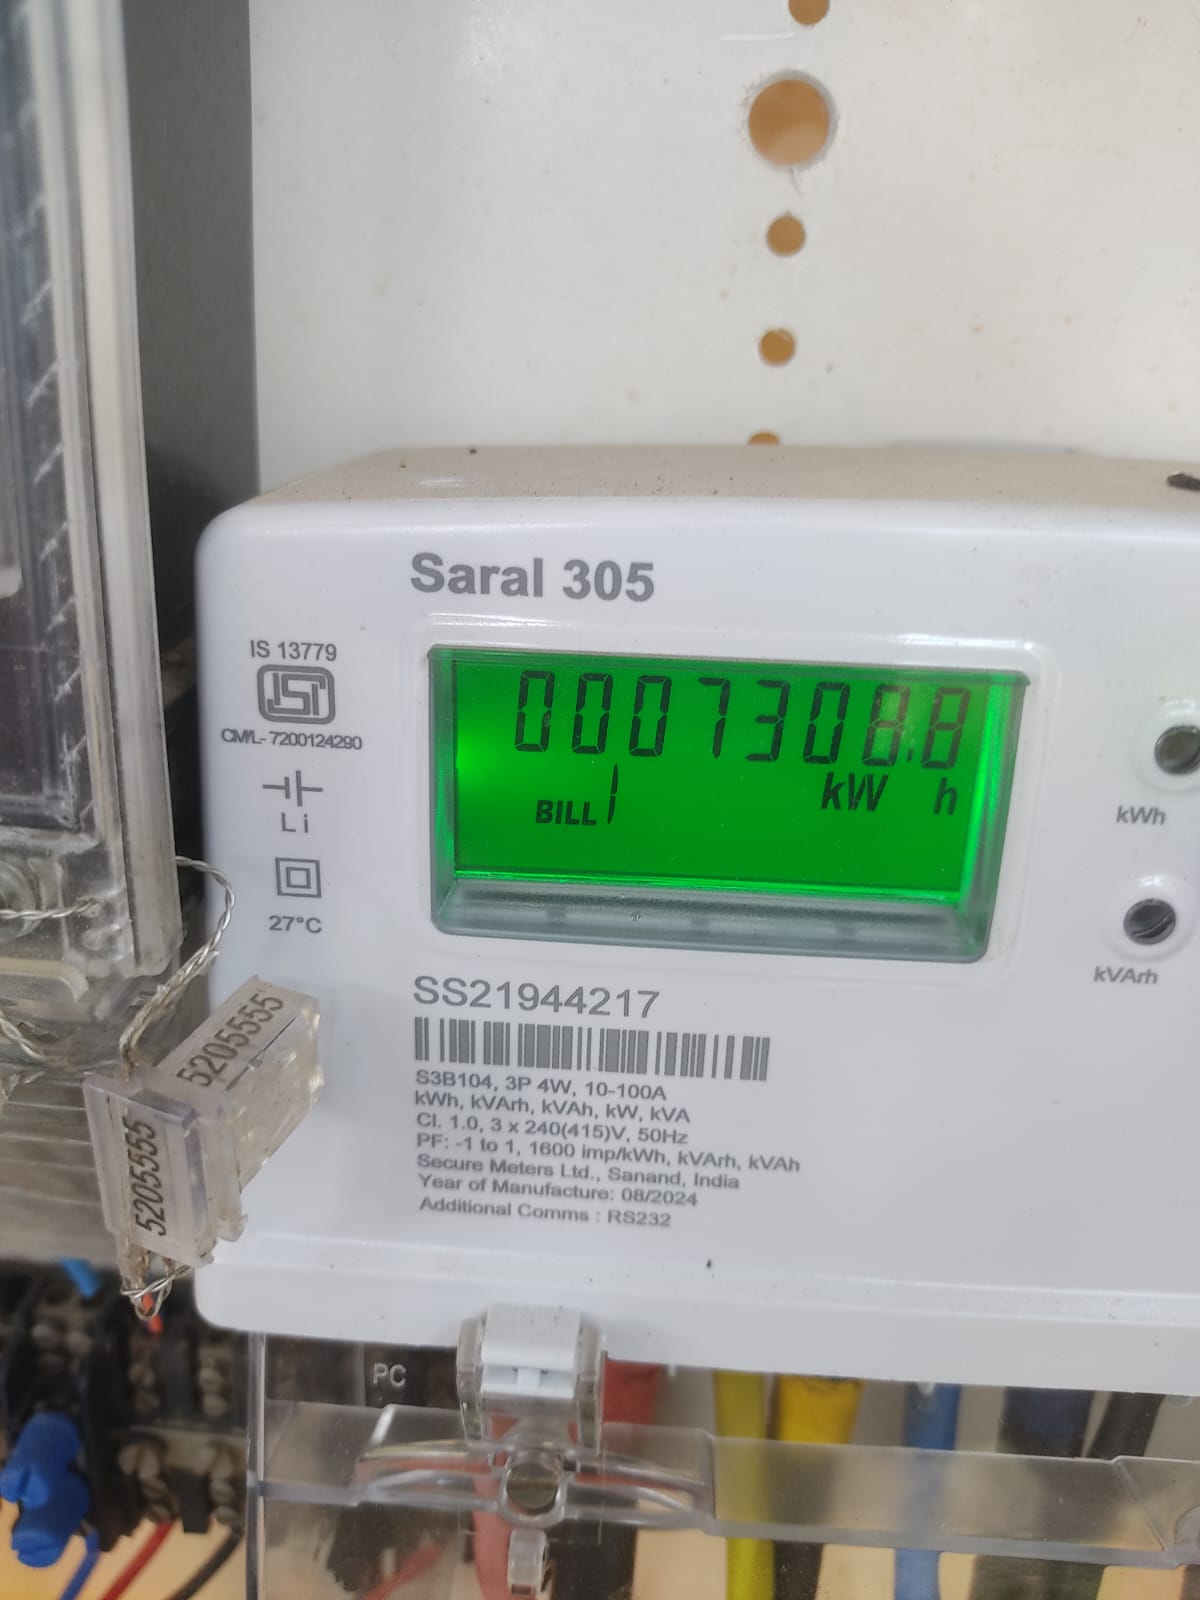 Saral 305
IS 13779
ISI
CM/L- 7200124290
Li
27°C
0007308.8
kW h
BILL 1
kWh
kVArh
SS21944217
S3B104, 3P 4W, 10-100A
kWh, kVArh, kVAh, kW, kVA
Cl. 1.0, 3 x 240(415)V, 50Hz
PF: -1 to 1, 1600 imp/kWh, kVArh, kVAh
Secure Meters Ltd., Sanand, India
Year of Manufacture: 08/2024
Additional Comms : RS232
5205555
5205555
PC